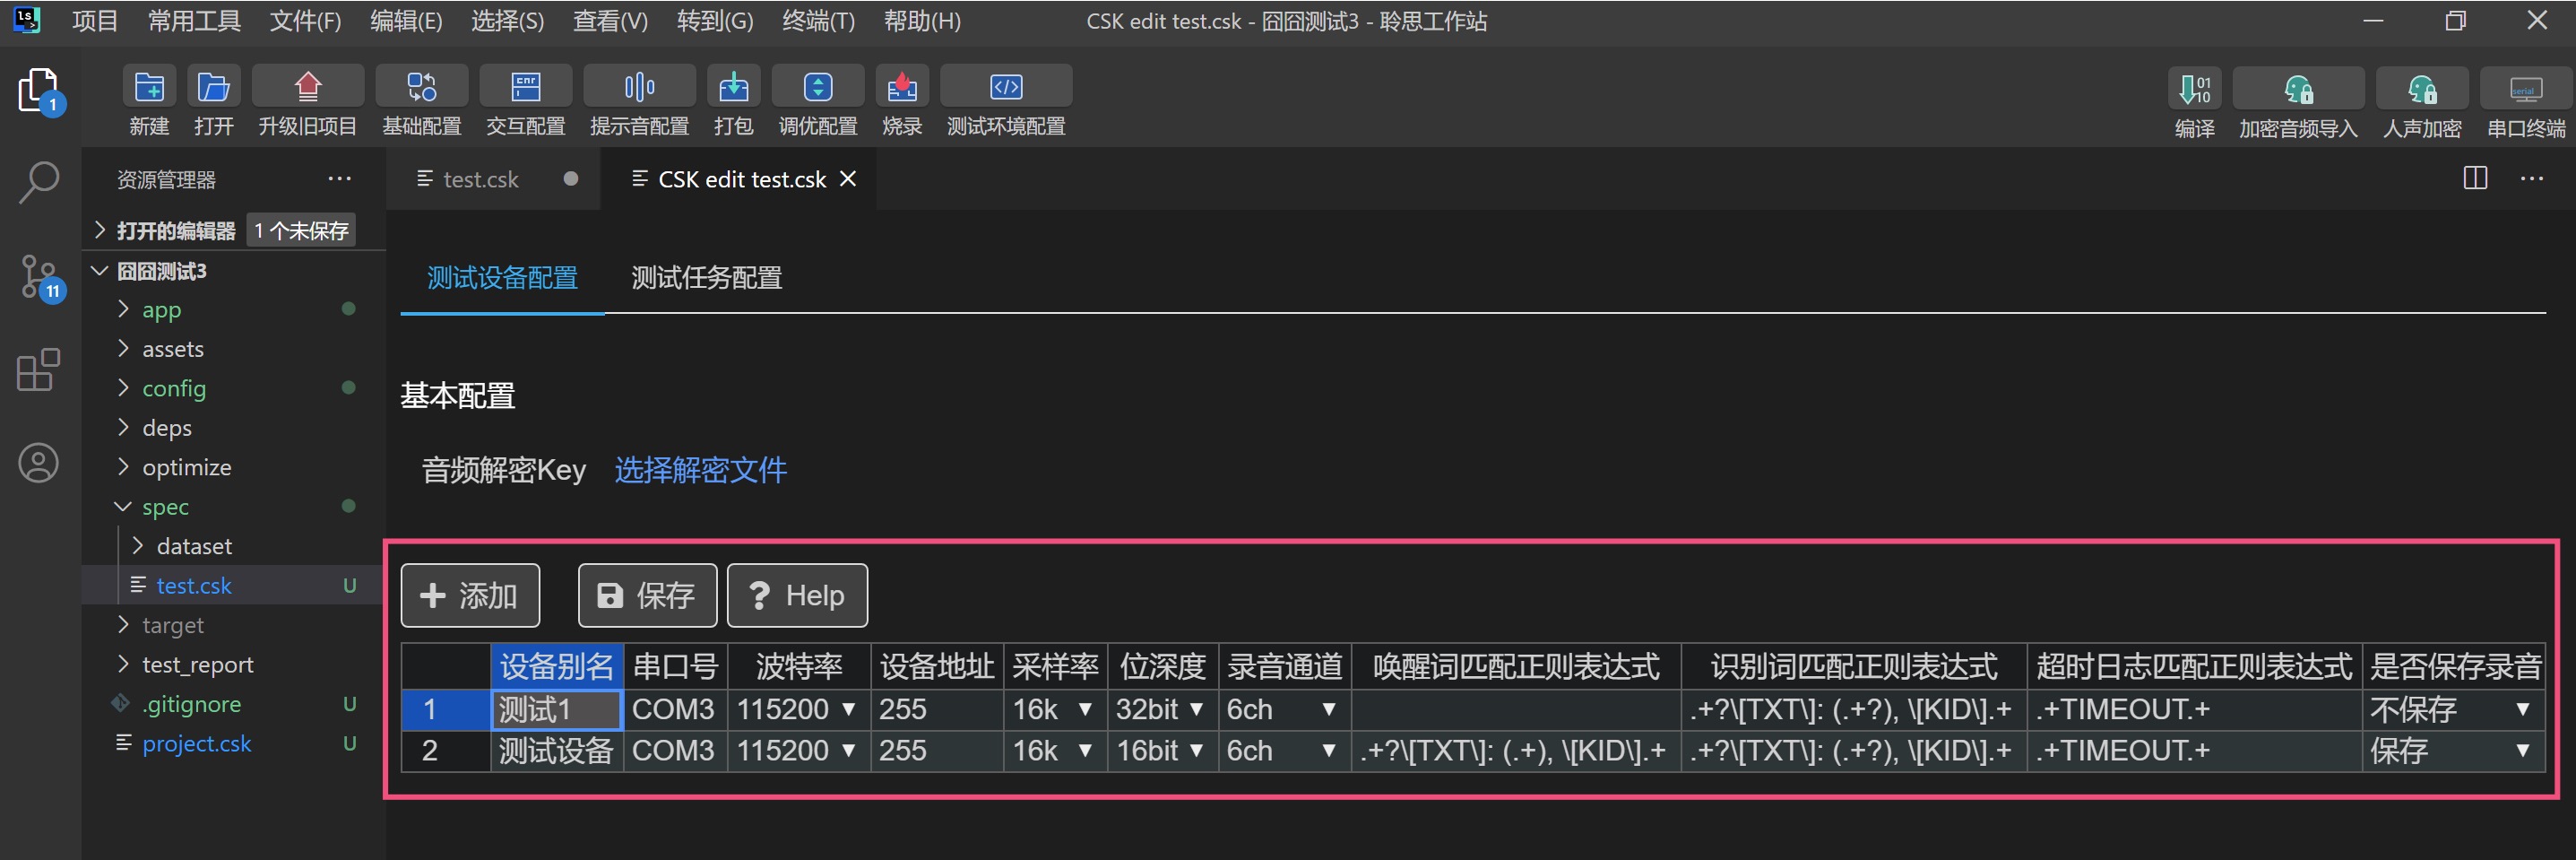 项目 常用工具 文件(F) 编辑(E) 选择(S) 查看(V) 转到(G) 终端(T) 帮助(H) CSK edit test.csk - 囧囧测试3 - 聆思工作站
新建 打开 升级旧项目 基础配置 交互配置 提示音配置 打包 调优配置 烧录 测试环境配置 编译 加密音频导入 人声加密 串口终端
1
资源管理器 ···
test.csk
CSK edit test.csk
打开的编辑器 1 个未保存
囧囧测试3
11
app
assets
config
deps
optimize
spec
dataset
test.csk U
target
test_report
.gitignore U
project.csk U
测试设备配置 测试任务配置
基本配置
音频解密Key 选择解密文件
添加 保存 ? Help
设备别名 串口号 波特率 设备地址 采样率 位深度 录音通道 唤醒词匹配正则表达式 识别词匹配正则表达式 超时日志匹配正则表达式 是否保存录音
1 测试1 COM3 115200 255 16k 32bit 6ch .+?\[TXT\]: (.+?), \[KID\].+ .+TIMEOUT.+ 不保存
2 测试设备 COM3 115200 255 16k 16bit 6ch .+?\[TXT\]: (.+), \[KID\].+ .+?\[TXT\]: (.+?), \[KID\].+ .+TIMEOUT.+ 保存